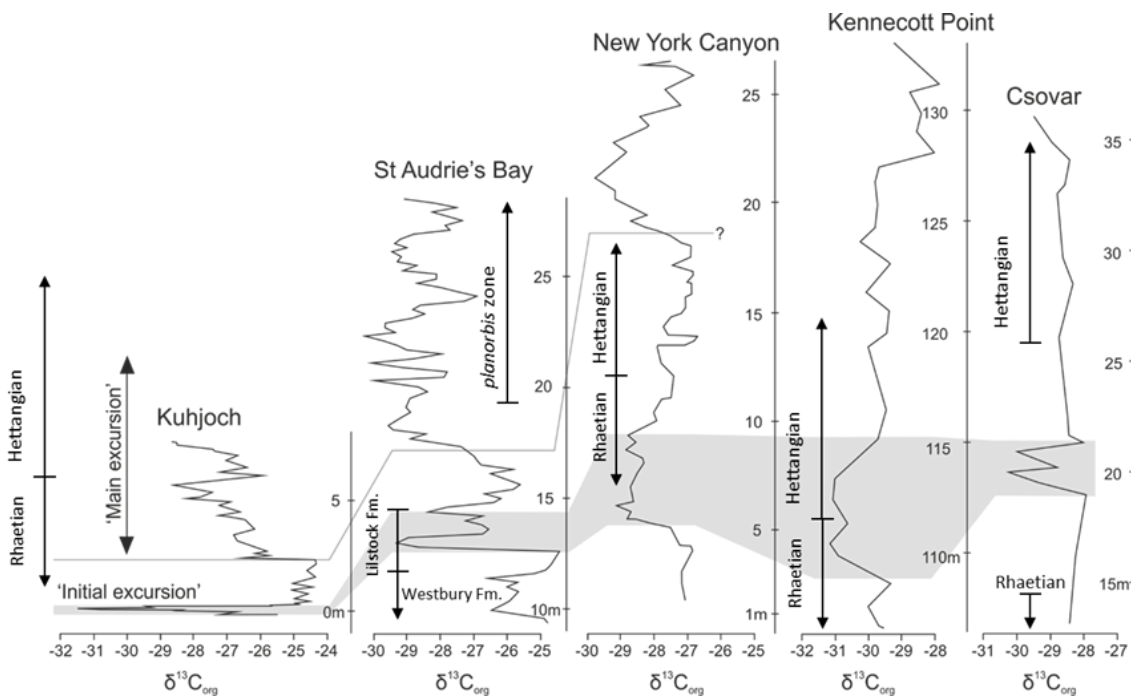 Kennecott Point
New York Canyon
Csovar
St Audrie's Bay
Kuhjoch
Hettangian
Rhaetian
'Main excursion'
'Initial excursion'
5
0m
planorbis zone
Lilstock Fm.
Westbury Fm.
25
20
15
10m
?
Hettangian
Rhaetian
25
20
15
10
5
1m
Hettangian
Rhaetian
130
125
120
115
110m
Hettangian
Rhaetian
35
30
25
20
15m
-32 -31 -30 -29 -28 -27 -26 -25 -24
-30 -29 -28 -27 -26 -25
-30 -29 -28 -27 -26 -25
-32 -31 -30 -29 -28
-31 -30 -29 -28 -27
δ13Corg
δ13Corg
δ13Corg
δ13Corg
δ13Corg